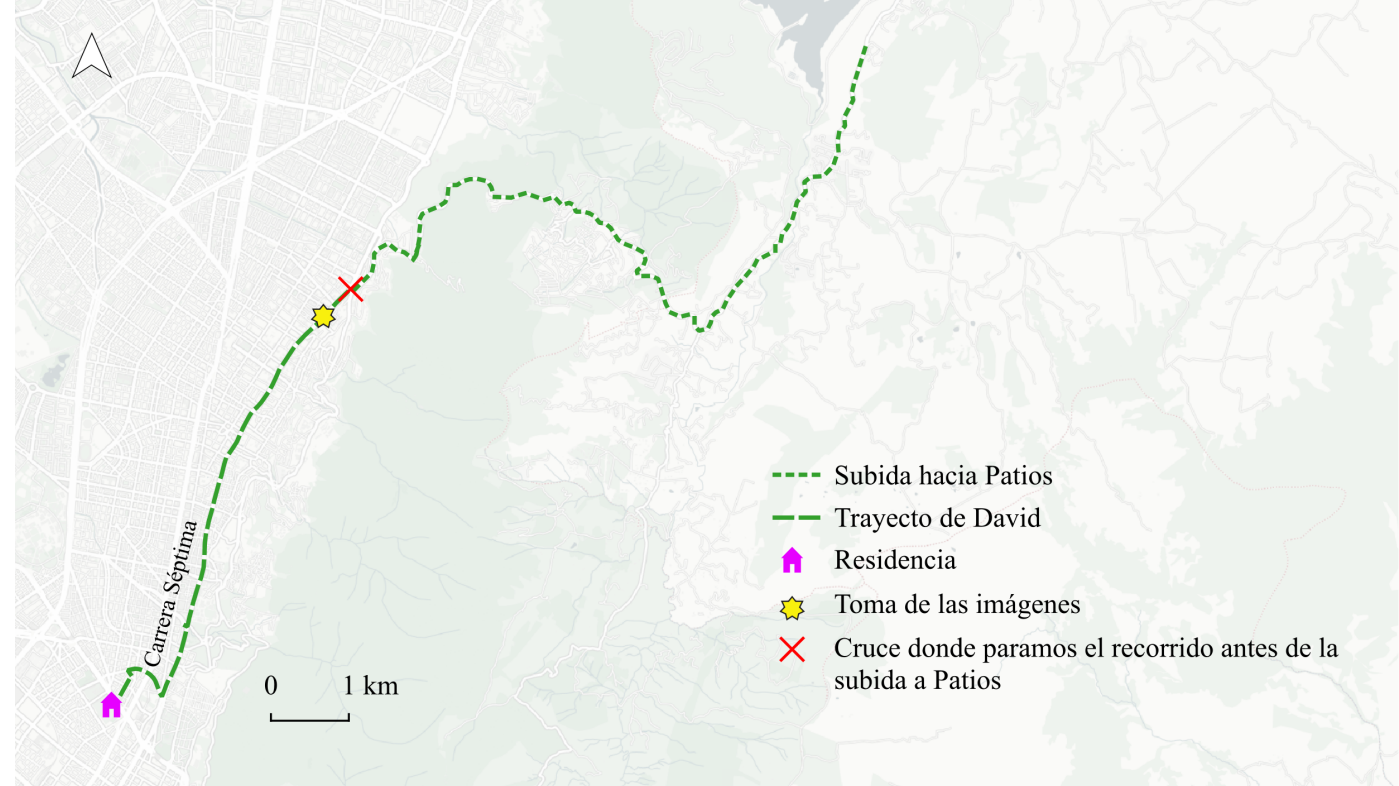 Carrera Séptima
Subida hacia Patios
Trayecto de David
Residencia
Toma de las imágenes
Cruce donde paramos el recorrido antes de la
subida a Patios
0 1 km